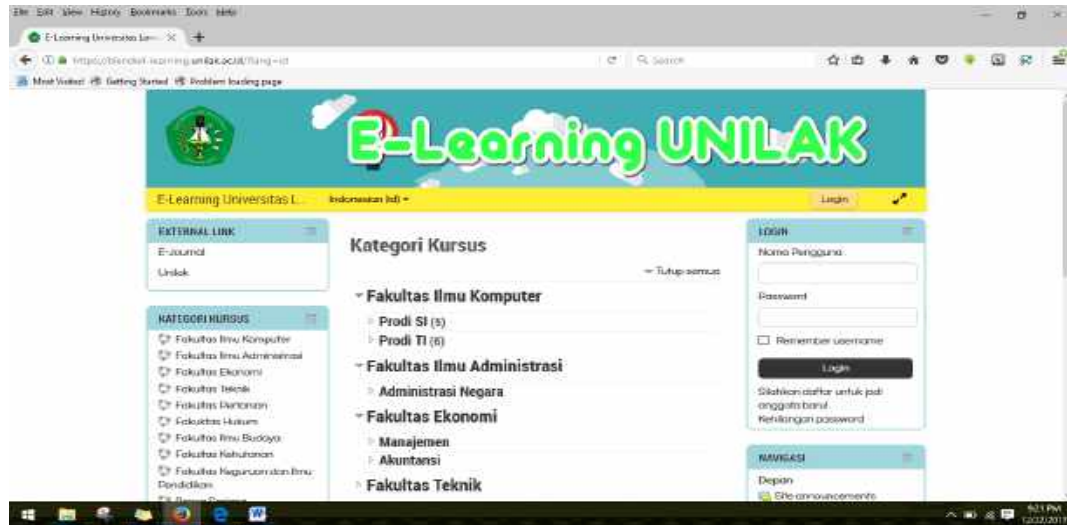 File Edit View History Bookmarks Tools Help
E-Learning Universitas Lan
Search
Most Visited Getting Started Problem loading page
E-Learning UNILAK
E-Learning Universitas L...
Indonesian (id)
Login
EXTERNAL LINK
E-Journal
Unilak
KATEGORI KURSUS
Fakultas Ilmu Komputer
Fakultas Ilmu Administrasi
Fakultas Ekonomi
Fakultas Teknik
Fakultas Pertanian
Fakultas Hukum
Fakultas Ilmu Budaya
Fakultas Kehutanan
Fakultas Keguruan dan Ilmu
Pendidikan
Kategori Kursus
Tutup semua
Fakultas Ilmu Komputer
Prodi SI (5)
Prodi TI (6)
Fakultas Ilmu Administrasi
Administrasi Negara
Fakultas Ekonomi
Manajemen
Akuntansi
Fakultas Teknik
LOGIN
Nama Pengguna
Password
Remember username
Login
Silahkan daftar untuk jadi
anggota baru!
Kehilangan password
NAVIGASI
Depan
Site announcements
9:23 PM